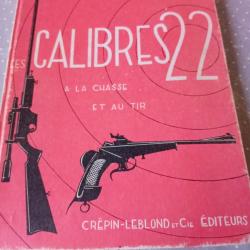 LES
CALIBRES 22
A LA CHASSE
ET AU TIR
CRÉPIN-LEBLOND ET CIE ÉDITEURS